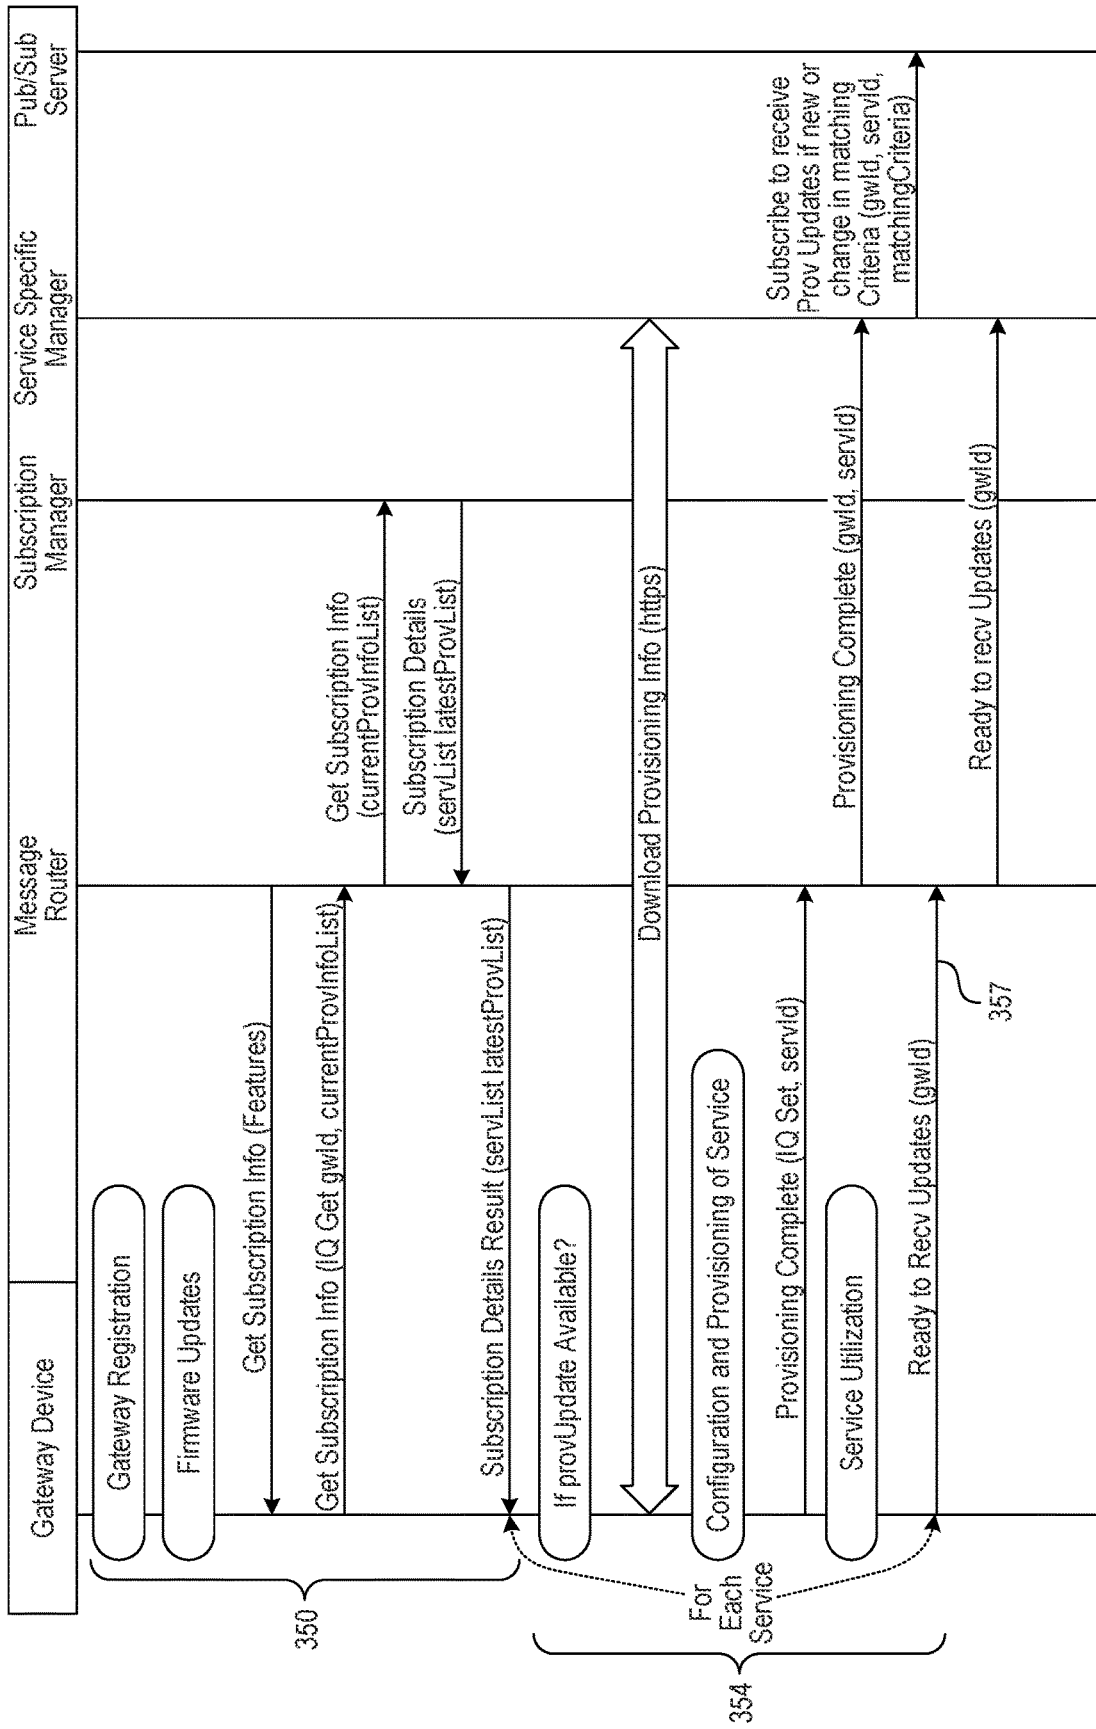 Gateway Device
Message
Router
Subscription
Manager
Service Specific
Manager
Pub/Sub
Server
Gateway Registration
Firmware Updates
Get Subscription Info (Features)
Get Subscription Info (IQ Get gwId, currentProvInfoList)
Get Subscription Info
(currentProvInfoList)
Subscription Details
(servList latestProvList)
Subscription Details Result (servList latestProvList)
350
If provUpdate Available?
Download Provisioning Info (https)
Configuration and Provisioning of Service
For
Each
Service
Provisioning Complete (IQ Set, servId)
Provisioning Complete (gwId, servId)
Subscribe to receive
Prov Updates if new or
change in matching
Criteria (gwId, servId,
matchingCriteria)
Service Utilization
Ready to Recv Updates (gwId)
Ready to recv Updates (gwId)
357
354